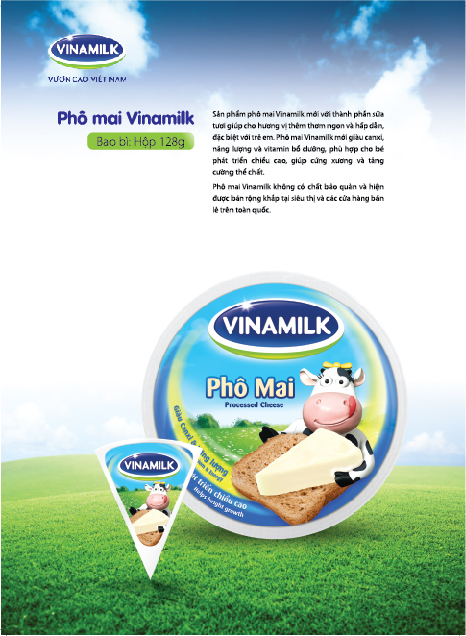 VINAMILK
VƯƠN CAO VIỆT NAM
Phô mai Vinamilk
Bao bì: Hộp 128g
Sản phẩm phô mai Vinamilk mới với thành phần sữa
tươi giúp cho hương vị thêm thơm ngon và hấp dẫn,
đặc biệt với trẻ em. Phô mai Vinamilk mới giàu canxi,
năng lượng và vitamin bổ dưỡng, phù hợp cho bé
phát triển chiều cao, giúp cứng xương và tăng
cường thể chất.
Phô mai Vinamilk không có chất bảo quản và hiện
được bán rộng khắp tại siêu thị và các cửa hàng bán
lẻ trên toàn quốc.
VINAMILK
Phô Mai
Processed Cheese
Giàu canxi lượng
triển chiều cao
Helps height growth
VINAMILK